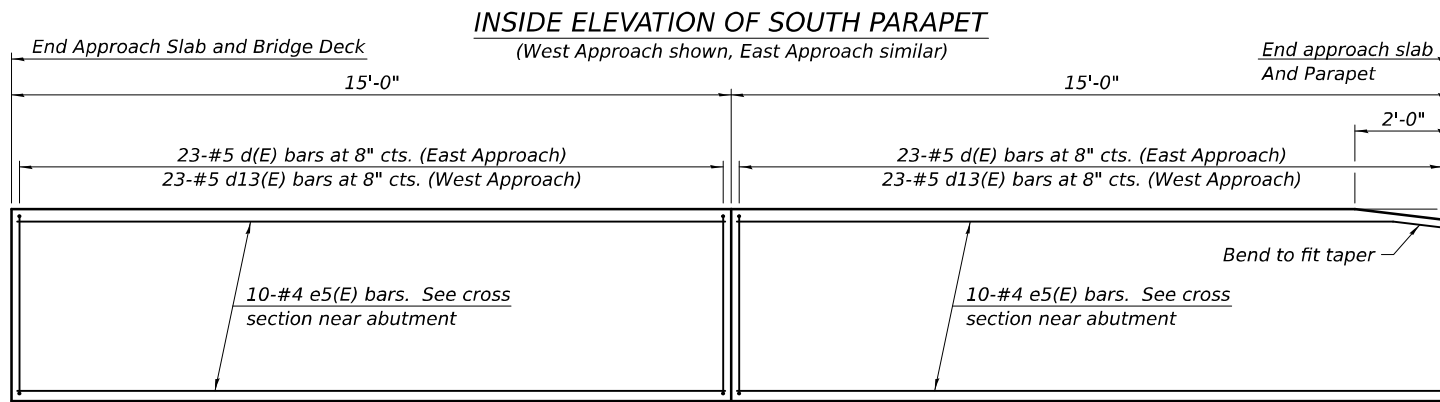 INSIDE ELEVATION OF SOUTH PARAPET
(West Approach shown, East Approach similar)
End Approach Slab and Bridge Deck
End approach slab
And Parapet
15'-0"
15'-0"
2'-0"
23-#5 d(E) bars at 8" cts. (East Approach)
23-#5 d13(E) bars at 8" cts. (West Approach)
23-#5 d(E) bars at 8" cts. (East Approach)
23-#5 d13(E) bars at 8" cts. (West Approach)
Bend to fit taper
10-#4 e5(E) bars. See cross
section near abutment
10-#4 e5(E) bars. See cross
section near abutment